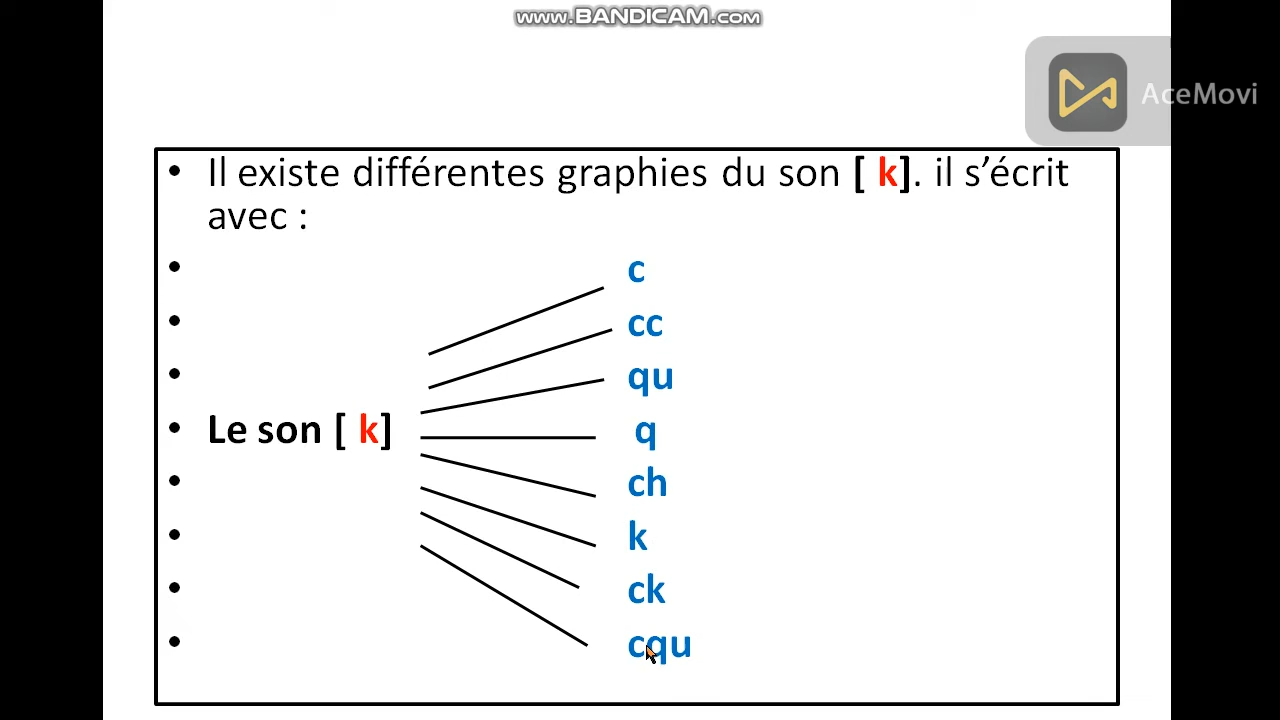 www.BANDICAM.com
AceMovi
• Il existe différentes graphies du son [ k]. il s’écrit
avec :
• c
• cc
• qu
• Le son [ k] q
• ch
• k
• ck
• cqu